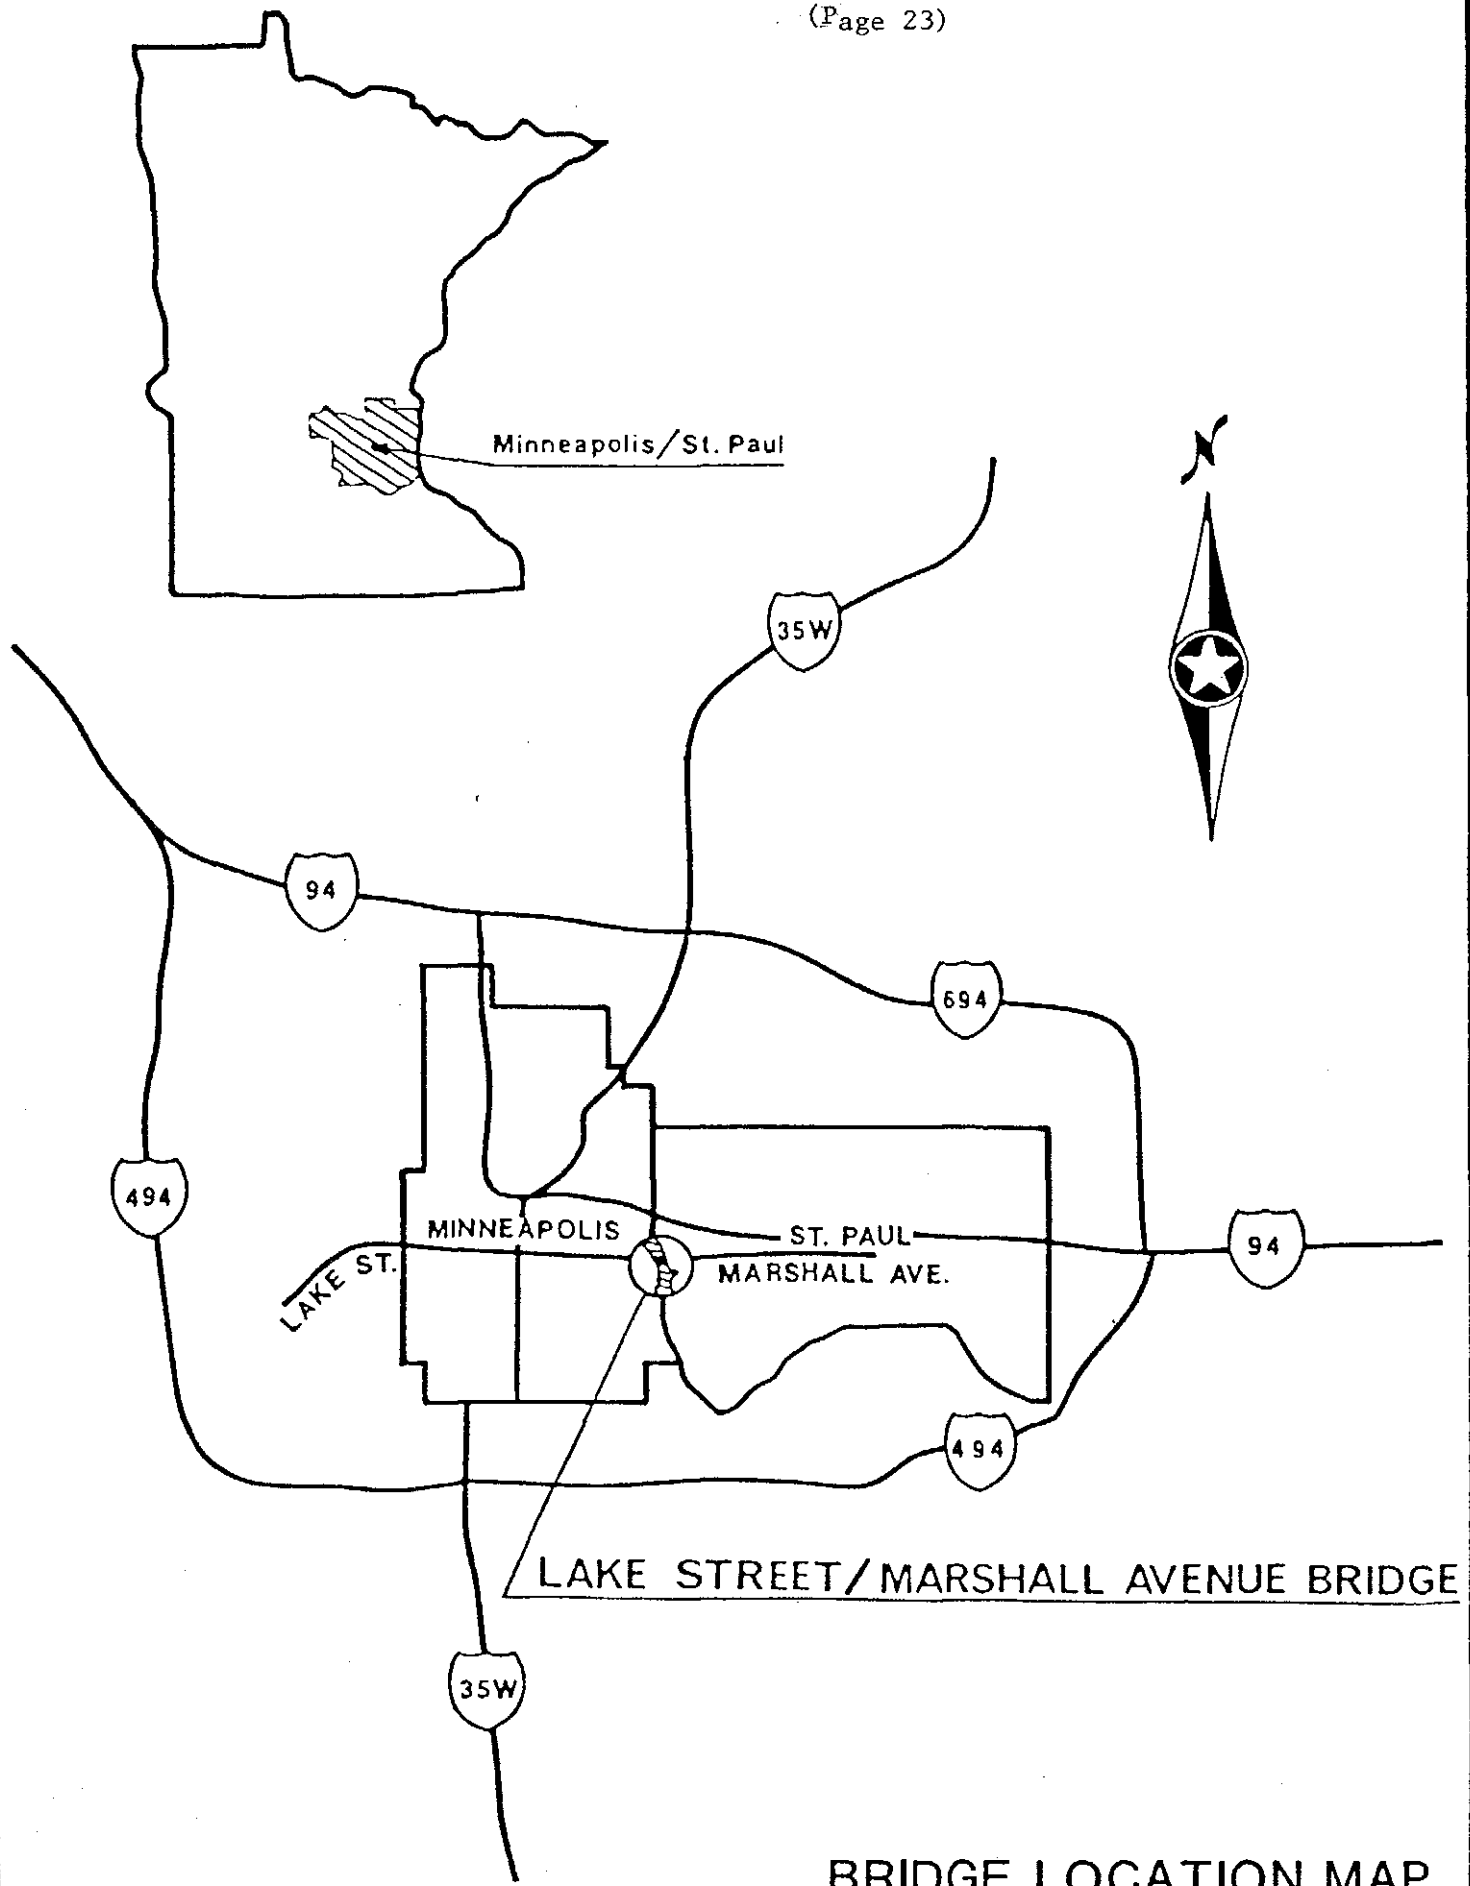 (Page 23)
Minneapolis/St. Paul
N
35W
94
694
494
MINNEAPOLIS
ST. PAUL
94
LAKE ST.
MARSHALL AVE.
494
LAKE STREET/MARSHALL AVENUE BRIDGE
35W
BRIDGE LOCATION MAP